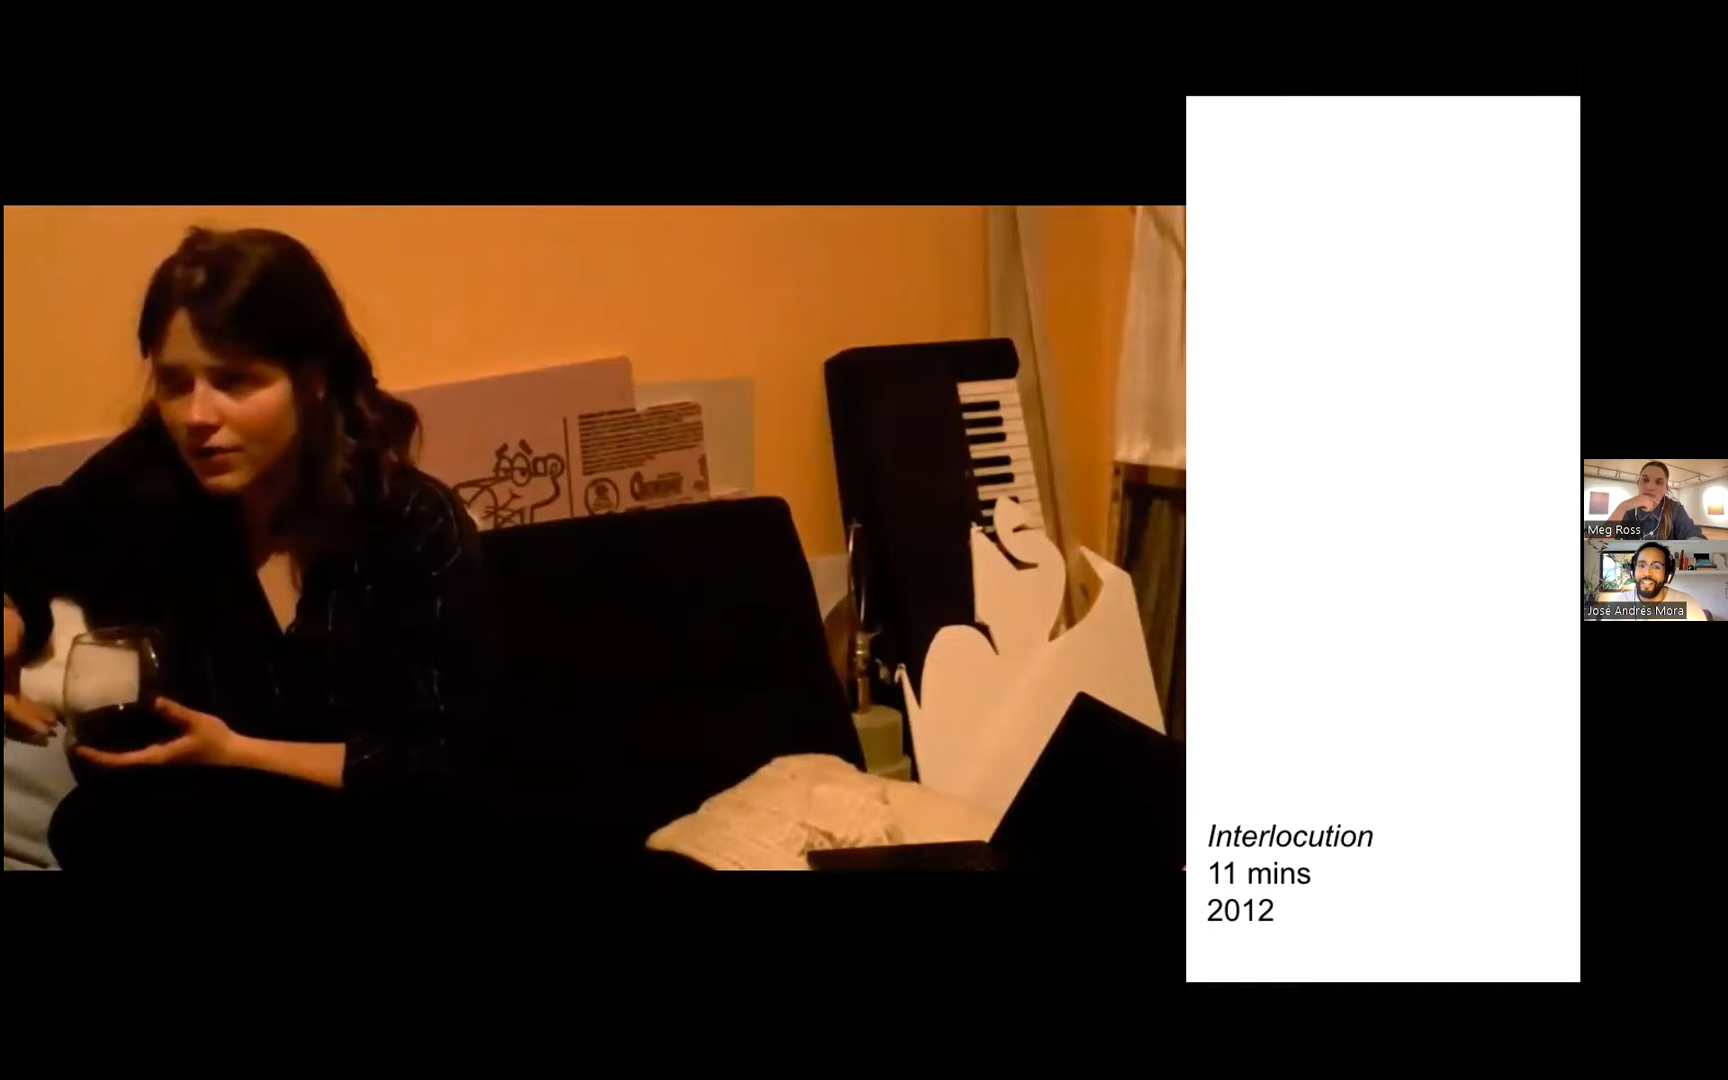 Interlocution
11 mins
2012
Meg Ross
José Andrés Mora